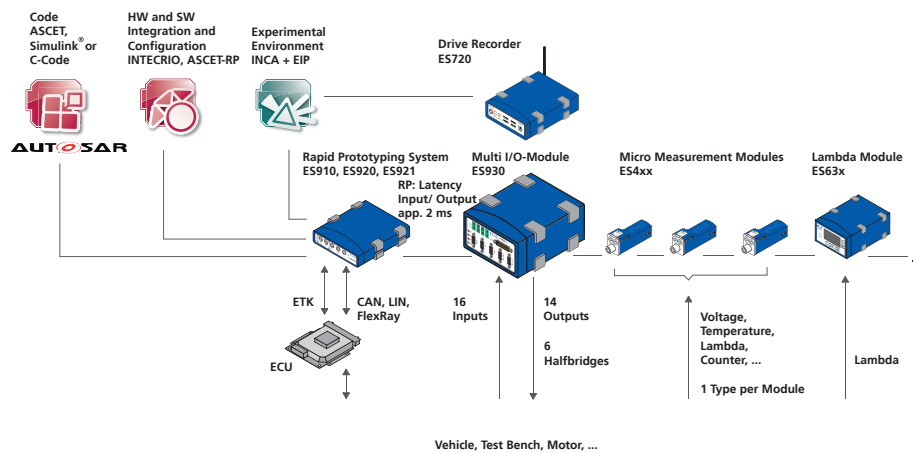 Code
ASCET,
Simulink® or
C-Code
AUTOSAR
HW and SW
Integration and
Configuration
INTECRIO, ASCET-RP
Experimental
Environment
INCA + EIP
Drive Recorder
ES720
Rapid Prototyping System
ES910, ES920, ES921
RP: Latency
Input/ Output
app. 2 ms
Multi I/O-Module
ES930
Micro Measurement Modules
ES4xx
Lambda Module
ES63x
ETK
CAN, LIN,
FlexRay
ECU
16
Inputs
14
Outputs
6
Halfbridges
Voltage,
Temperature,
Lambda,
Counter, ...
1 Type per Module
Lambda
Vehicle, Test Bench, Motor, ...